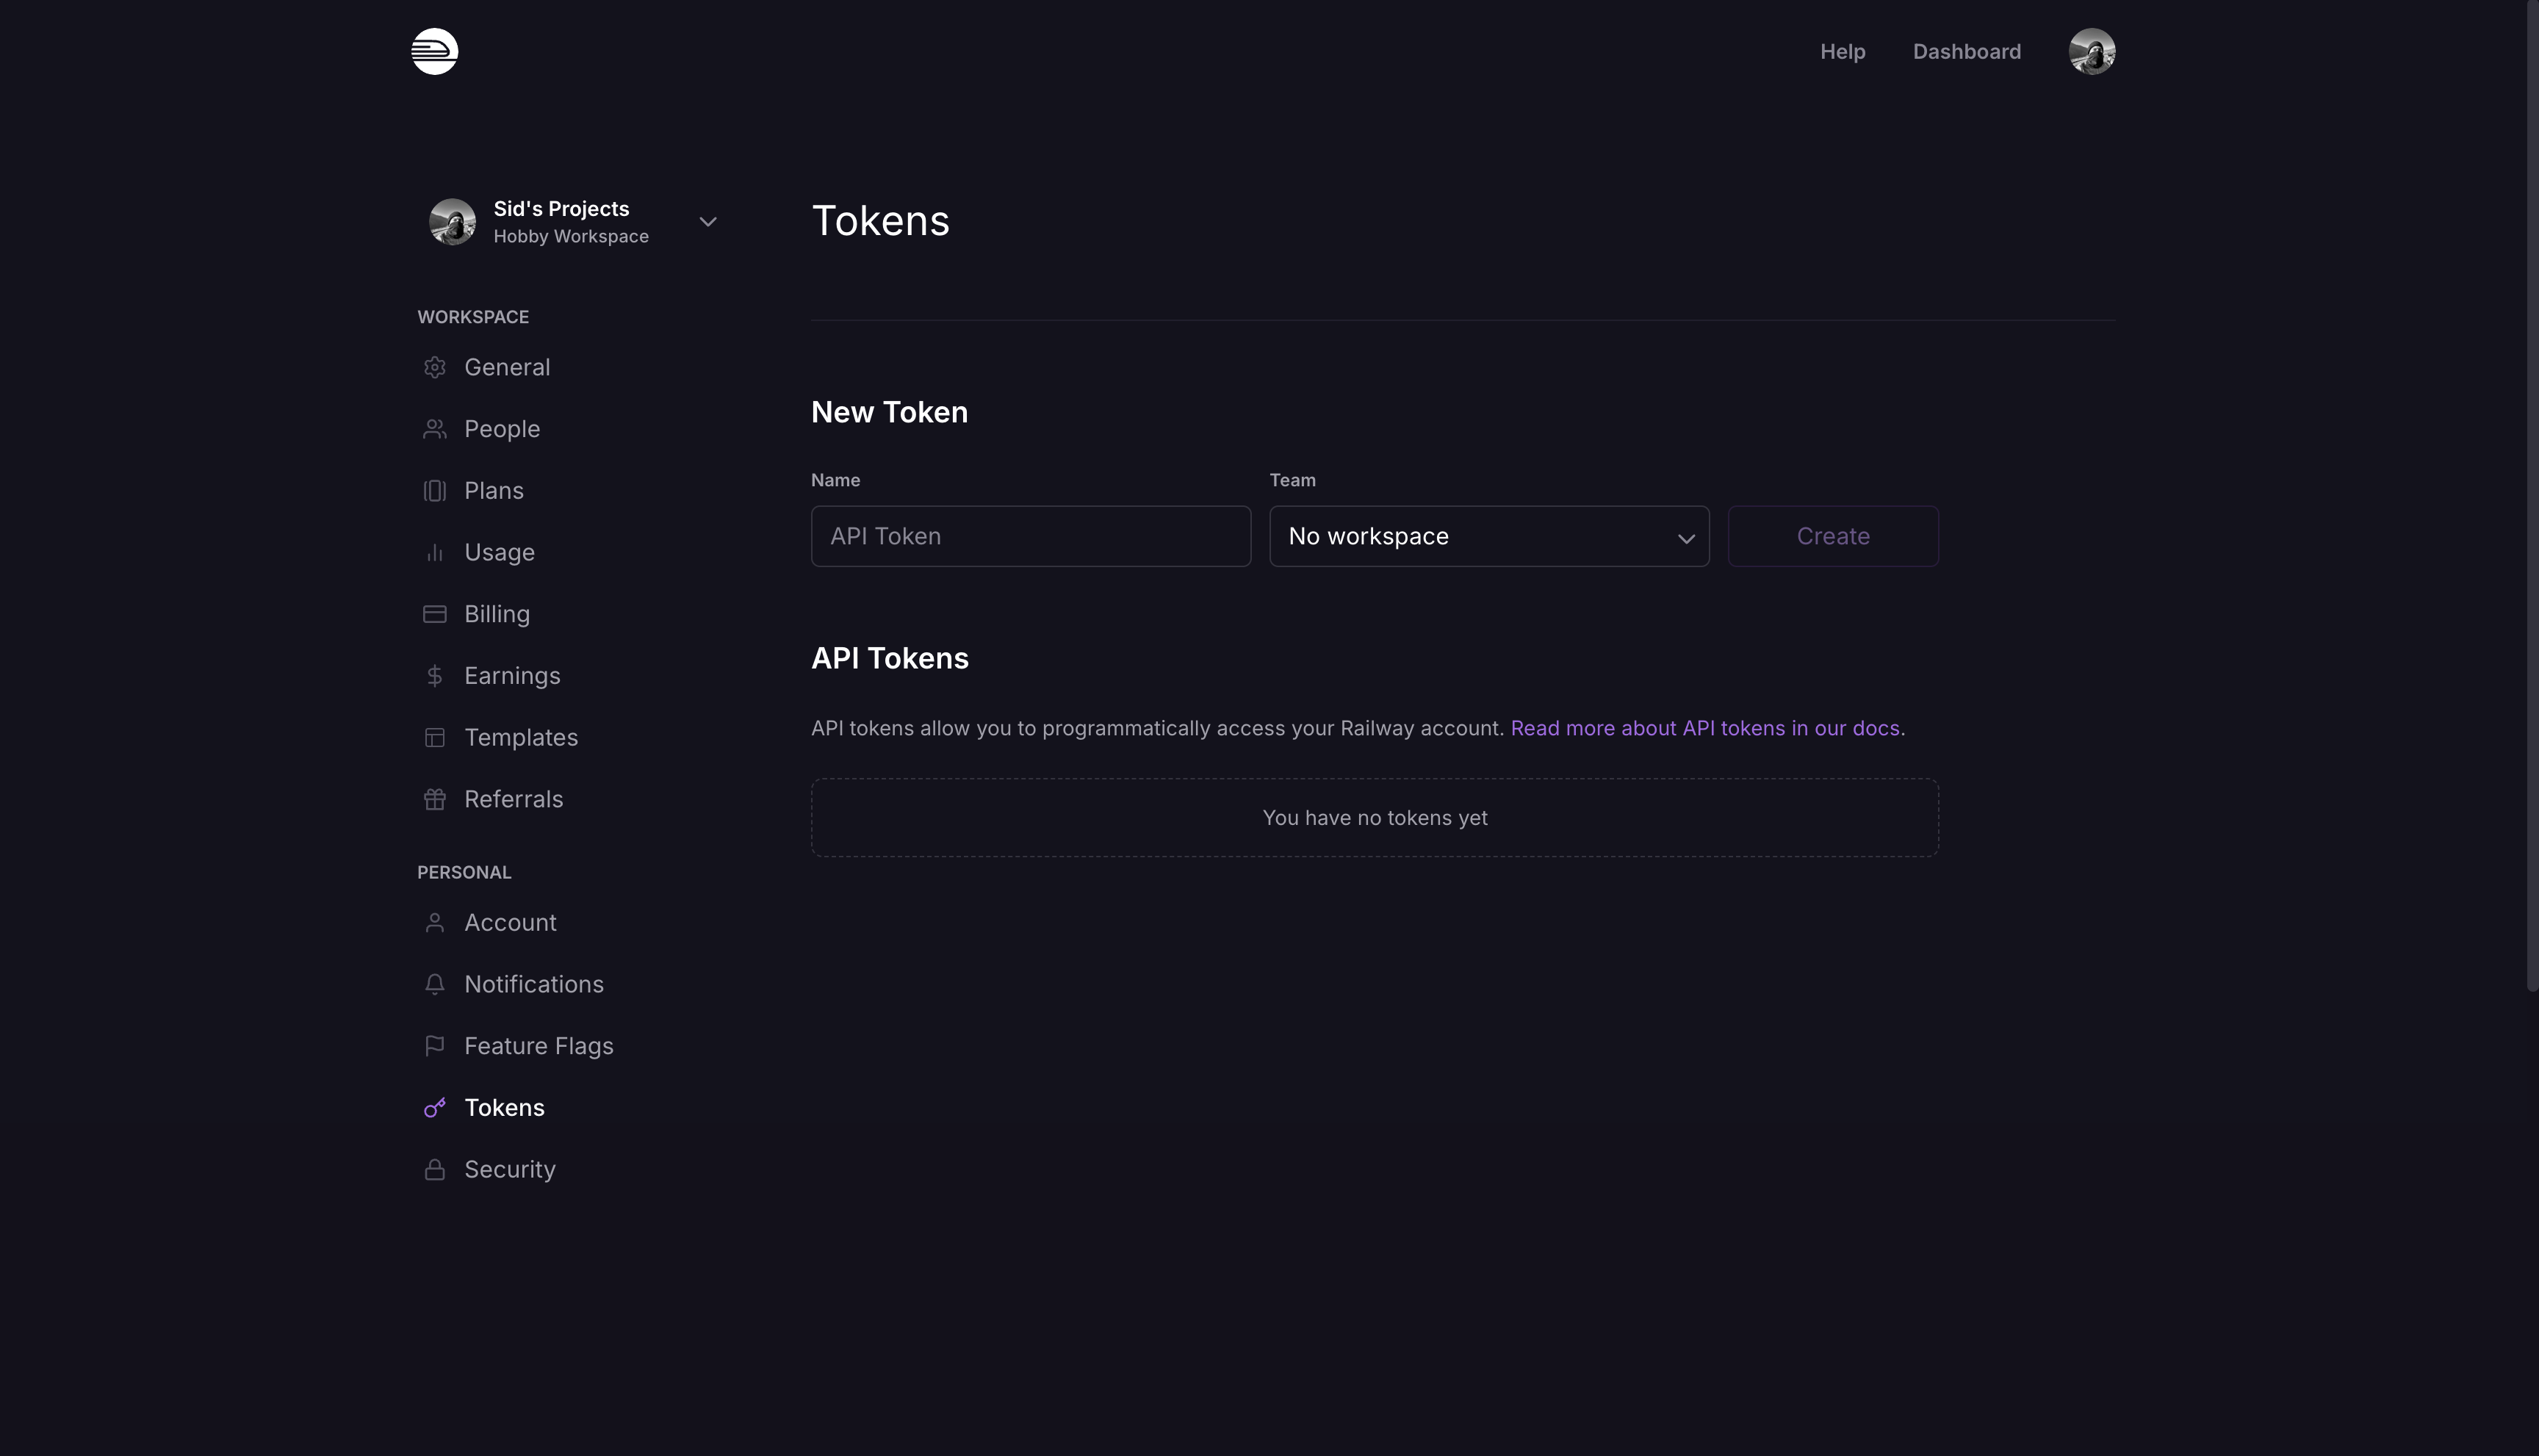 Help
Dashboard
Sid's Projects
Hobby Workspace
WORKSPACE
General
People
Plans
Usage
Billing
Earnings
Templates
Referrals
PERSONAL
Account
Notifications
Feature Flags
Tokens
Security
Tokens
New Token
Name
Team
API Token
No workspace
Create
API Tokens
API tokens allow you to programmatically access your Railway account. Read more about API tokens in our docs.
You have no tokens yet